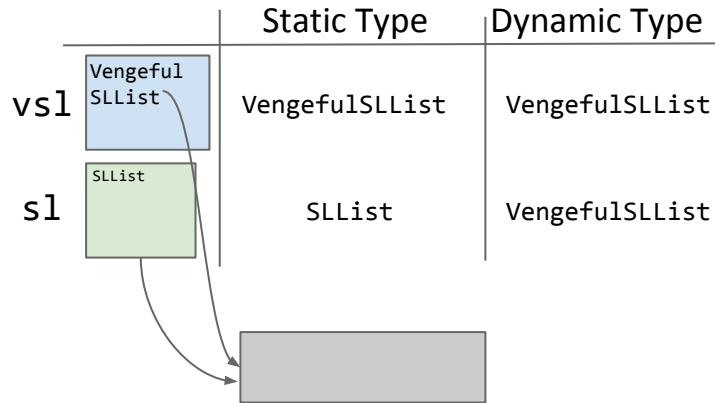 Static Type Dynamic Type
vsl Vengeful
SLList VengefulSLList VengefulSLList
sl SLList SLList VengefulSLList